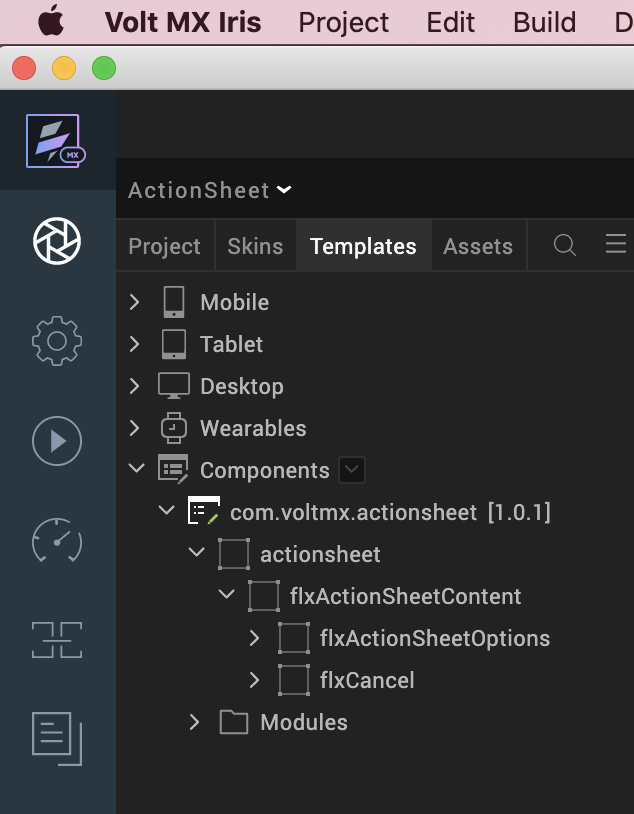 Volt MX Iris Project Edit Build D
MX
ActionSheet
Project Skins Templates Assets
Mobile
Tablet
Desktop
Wearables
Components
com.voltmx.actionsheet [1.0.1]
actionsheet
flxActionSheetContent
flxActionSheetOptions
flxCancel
Modules